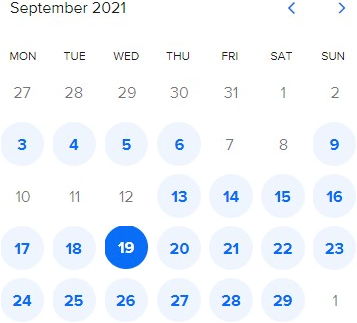 September 2021
MON TUE WED THU FRI SAT SUN
27 28 29 30 31 1 2
3 4 5 6 7 8 9
10 11 12 13 14 15 16
17 18 19 20 21 22 23
24 25 26 27 28 29 1